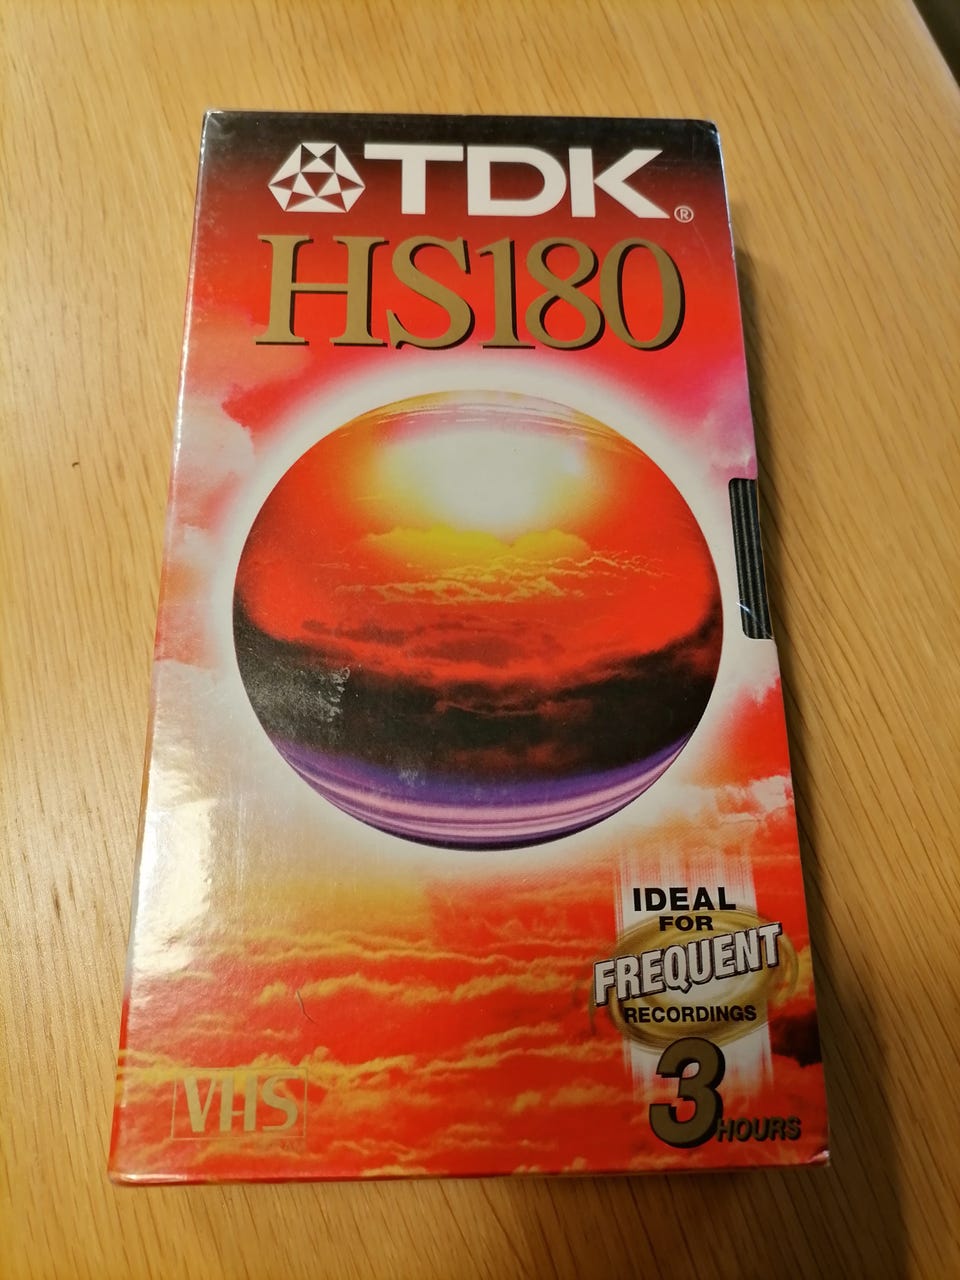 TDK®
HS180
IDEAL
FOR
FREQUENT
RECORDINGS
3 HOURS
VHS